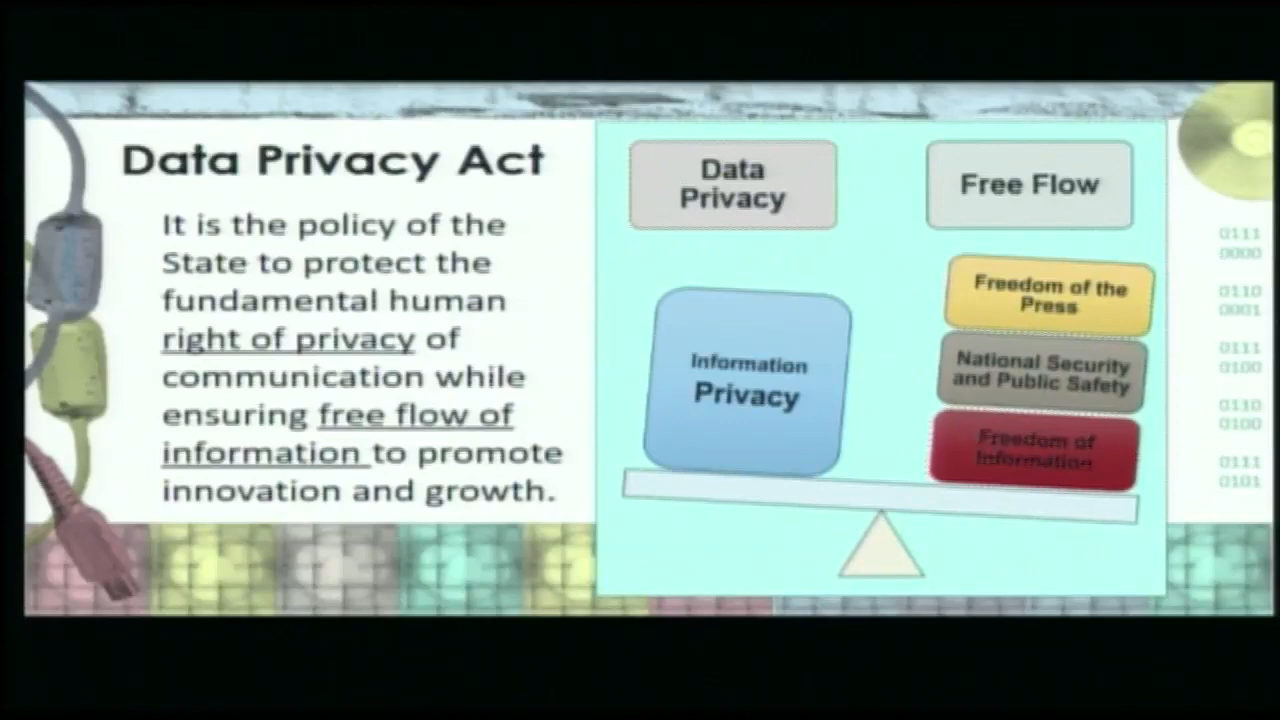 Data Privacy Act
It is the policy of the
State to protect the
fundamental human
right of privacy of
communication while
ensuring free flow of
information to promote
innovation and growth.
Data
Privacy
Free Flow
Information
Privacy
Freedom of the
Press
National Security
and Public Safety
Freedom of
Information
0111
0000
0110
0001
0111
0100
0110
0100
0111
0101